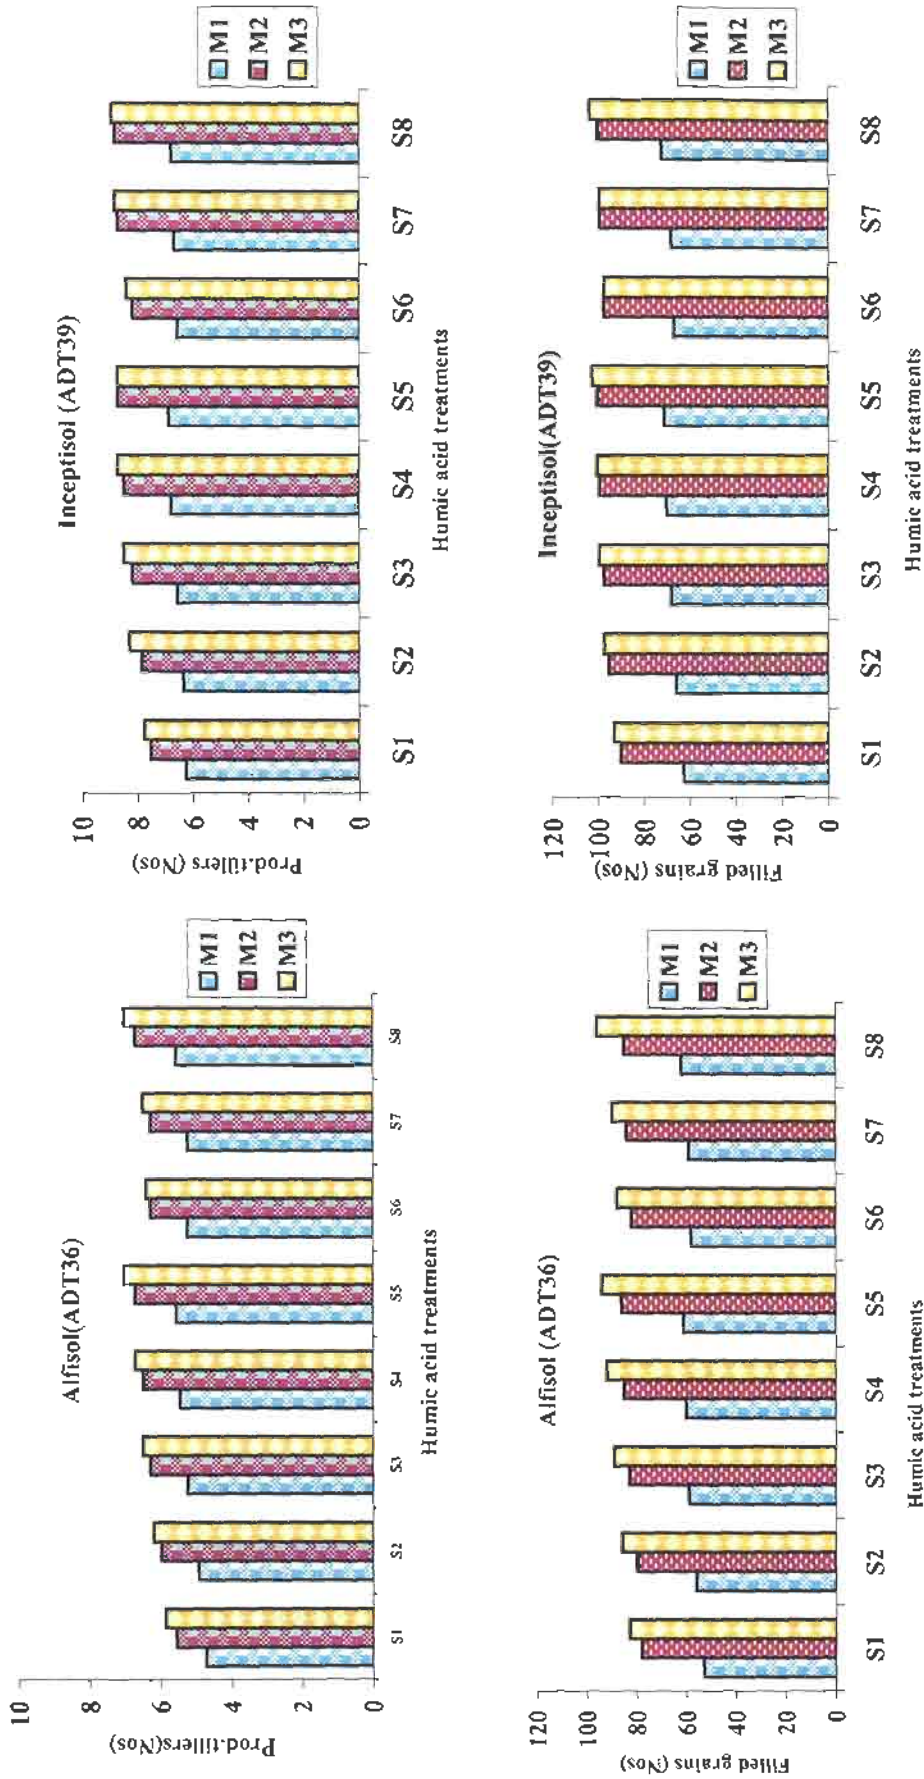 Alfisol(ADT36)
Prod.tillers(Nos)
10
8
6
4
2
0
S1 S2 S3 S4 S5 S6 S7 S8
Humic acid treatments
M1
M2
M3
Inceptisol (ADT39)
Prod.tillers (Nos)
10
8
6
4
2
0
S1 S2 S3 S4 S5 S6 S7 S8
Humic acid treatments
M1
M2
M3
Alfisol (ADT36)
Filled grains (Nos)
120
100
80
60
40
20
0
S1 S2 S3 S4 S5 S6 S7 S8
Humic acid treatments
M1
M2
M3
Inceptisol(ADT39)
Filled grains (Nos)
120
100
80
60
40
20
0
S1 S2 S3 S4 S5 S6 S7 S8
Humic acid treatments
M1
M2
M3